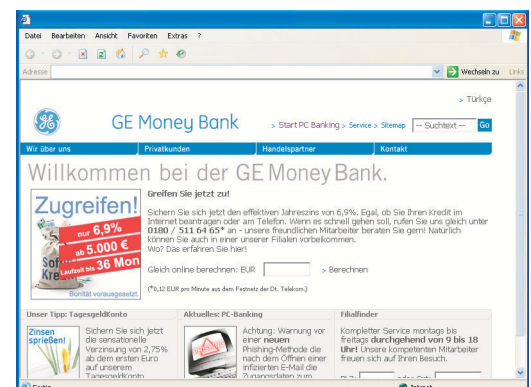 Datei Bearbeiten Ansicht Favoriten Extras ?
Adresse Wechseln zu Links
> Türkçe
GE Money Bank
> Start PC Banking > Service > Sitemap -- Suchtext -- Go
Wir über uns Privatkunden Handelspartner Kontakt
Willkommen bei der GE Money Bank.
Zugreifen!
nur 6,9%
ab 5.000 €
Laufzeit bis 36 Mon
Bonität vorausgesetzt.
Greifen Sie jetzt zu!
Sichern Sie sich jetzt den effektiven Jahreszins von 6,9%. Egal, ob Sie Ihren Kredit im
Internet beantragen oder am Telefon. Wenn es schnell gehen soll, rufen Sie uns gleich unter
0180 / 511 64 65* an - unsere freundlichen Mitarbeiter beraten Sie gern! Natürlich
können Sie auch in einer unserer Filialen vorbeikommen.
Wo? Das erfahren Sie hier!
Gleich online berechnen: EUR > Berechnen
(*0,12 EUR pro Minute aus dem Festnetz der Dt. Telekom.)
Unser Tipp: TagesgeldKonto
Zinsen
sprießen!
Sichern Sie sich jetzt
die sensationelle
Verzinsung von 2,75%
ab dem ersten Euro
auf unserem
TagesgeldKonto
Aktuelles: PC-Banking
Achtung: Warnung vor
einer neuen
Phishing-Methode die
nach dem Öffnen einer
infizierten E-Mail die
Zugangsdaten zum
Filialfinder
Kompletter Service montags bis
freitags durchgehend von 9 bis 18
Uhr! Unsere kompetenten Mitarbeiter
freuen sich auf Ihren Besuch.
Fertig Internet